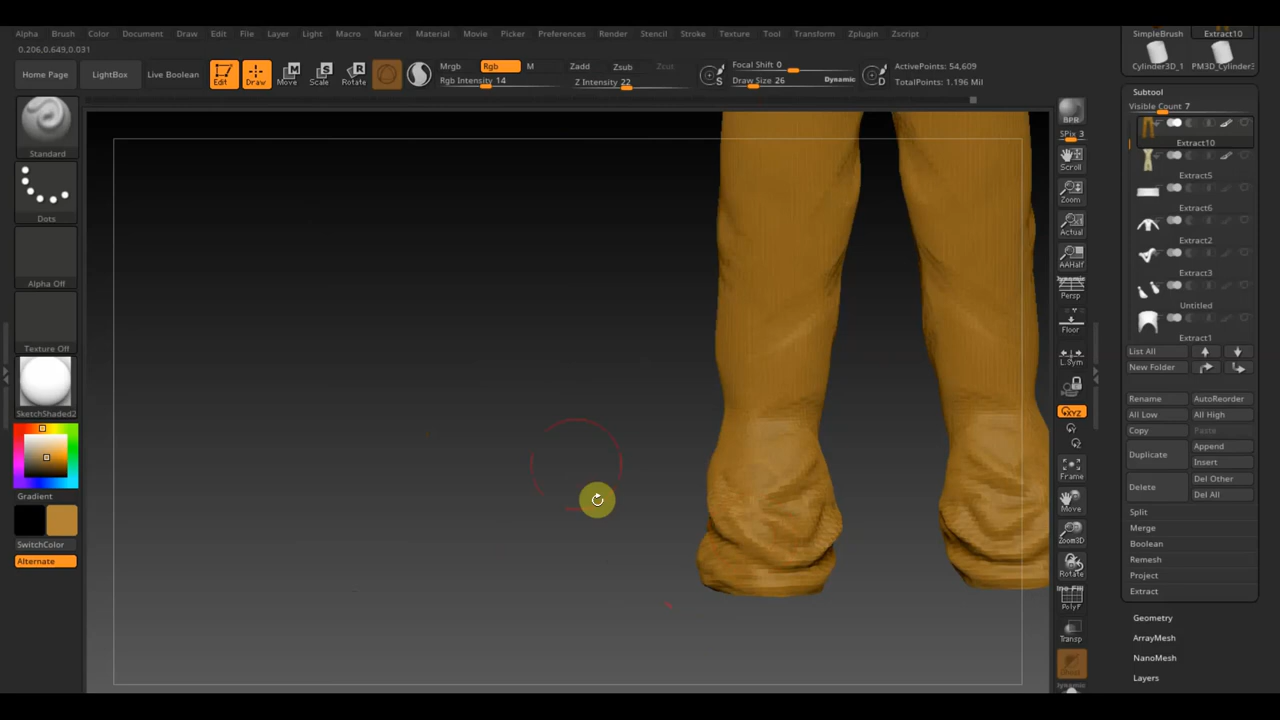 Alpha Brush Color Document Draw Edit File Layer Light Macro Marker Material Movie Picker Preferences Render Stencil Stroke Texture Tool Transform Zplugin Zscript
SimpleBrush Extract10
0.206,0.649,0.031
Cylinder3D_1 PM3D_Cylinder3
Home Page LightBox Live Boolean Edit Draw Move Scale Rotate
Mrgb Rgb M Zadd Zsub Zcut
Rgb Intensity 14 Z Intensity 22
Focal Shift 0
Draw Size 26 Dynamic
S D
ActivePoints: 54,609
TotalPoints: 1.196 Mil
Standard
Dots
Alpha Off
Texture Off
SketchShaded2
Gradient
SwitchColor
Alternate
BPR
SPix 3
Scroll
Zoom
Actual
AAHalf
Dynamic
Persp
Floor
L.Sym
XYZ
Y
Z
Frame
Move
Zoom3D
Rotate
PolyF
Transp
Dynamic
Subtool
Visible Count 7
Extract10
Extract5
Extract6
Extract2
Extract3
Untitled
Extract1
List All
New Folder
Rename AutoReorder
All Low All High
Copy Paste
Duplicate Append
Insert
Delete Del Other
Del All
Split
Merge
Boolean
Remesh
Project
Extract
Geometry
ArrayMesh
NanoMesh
Layers